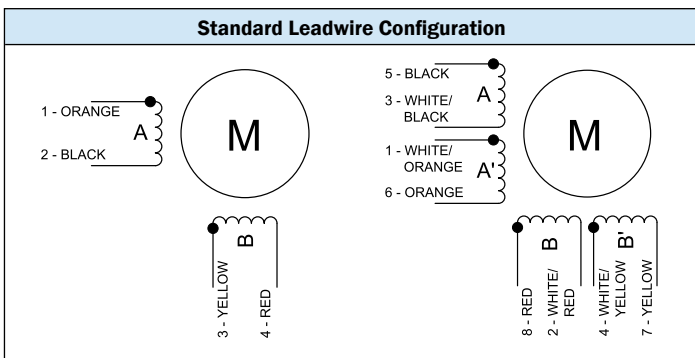 Standard Leadwire Configuration
1 - ORANGE
A
2 - BLACK
M
B
3 - YELLOW
4 - RED
5 - BLACK
A
3 - WHITE/
BLACK
1 - WHITE/
ORANGE
A'
6 - ORANGE
M
B
B'
8 - RED
2 - WHITE/
RED
4 - WHITE/
YELLOW
7 - YELLOW